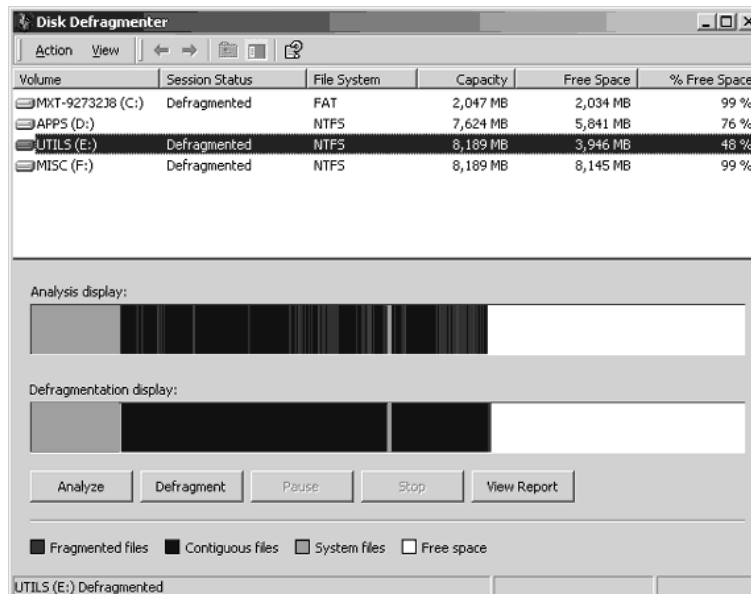 Disk Defragmenter
Action View
Volume Session Status File System Capacity Free Space % Free Space
MXT-92732J8 (C:) Defragmented FAT 2,047 MB 2,034 MB 99 %
APPS (D:) NTFS 7,624 MB 5,841 MB 76 %
UTILS (E:) Defragmented NTFS 8,189 MB 3,946 MB 48 %
MISC (F:) Defragmented NTFS 8,189 MB 8,145 MB 99 %
Analysis display:
Defragmentation display:
Analyze Defragment Pause Stop View Report
Fragmented files Contiguous files System files Free space
UTILS (E:) Defragmented